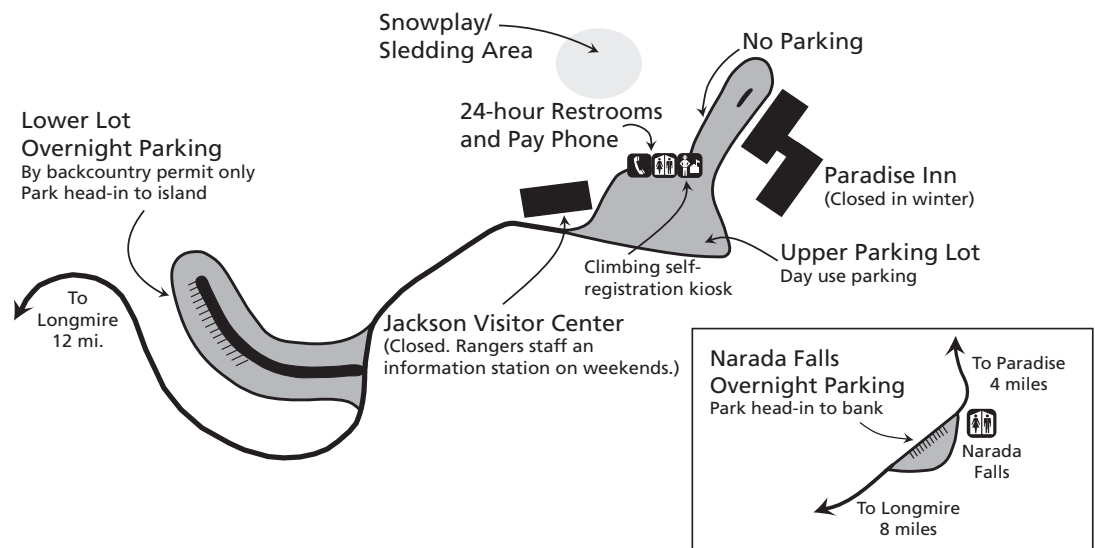 Snowplay/
Sledding Area
No Parking
24-hour Restrooms
and Pay Phone
Lower Lot
Overnight Parking
By backcountry permit only
Park head-in to island
Paradise Inn
(Closed in winter)
Upper Parking Lot
Day use parking
Climbing self-
registration kiosk
To
Longmire
12 mi.
Jackson Visitor Center
(Closed. Rangers staff an
information station on weekends.)
Narada Falls
Overnight Parking
Park head-in to bank
To Paradise
4 miles
Narada
Falls
To Longmire
8 miles